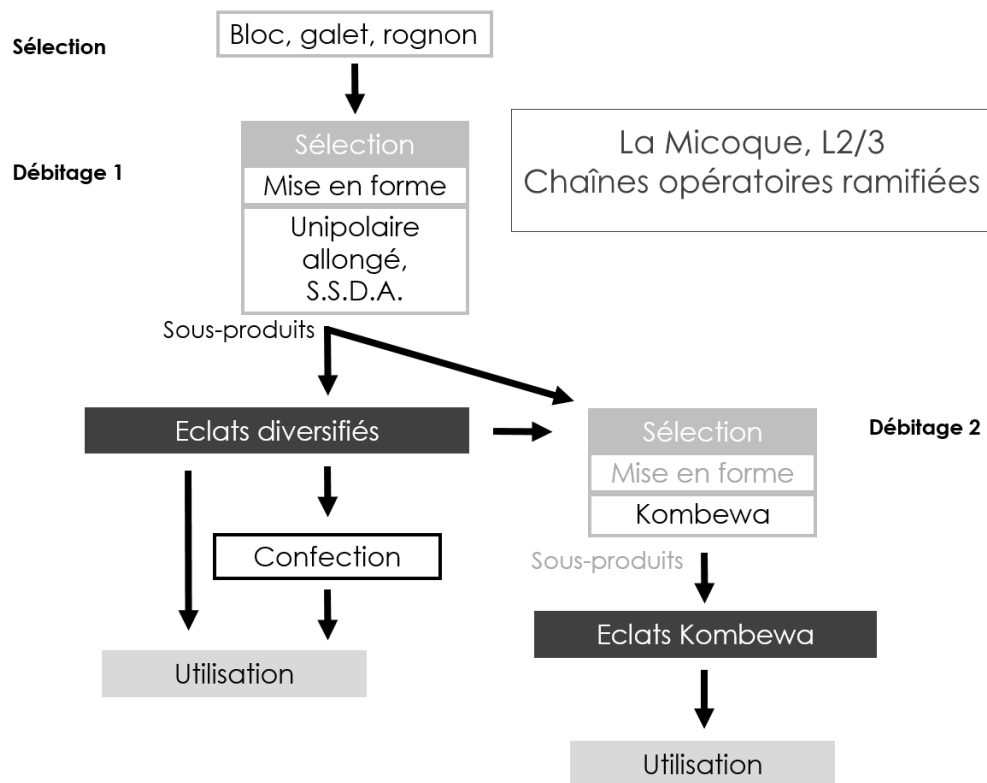 Sélection
Bloc, galet, rognon
Débitage 1
Sélection
Mise en forme
Unipolaire
allongé,
S.S.D.A.
La Micoque, L2/3
Chaînes opératoires ramifiées
Sous-produits
Eclats diversifiés
Sélection
Mise en forme
Kombewa
Débitage 2
Confection
Sous-produits
Eclats Kombewa
Utilisation
Utilisation